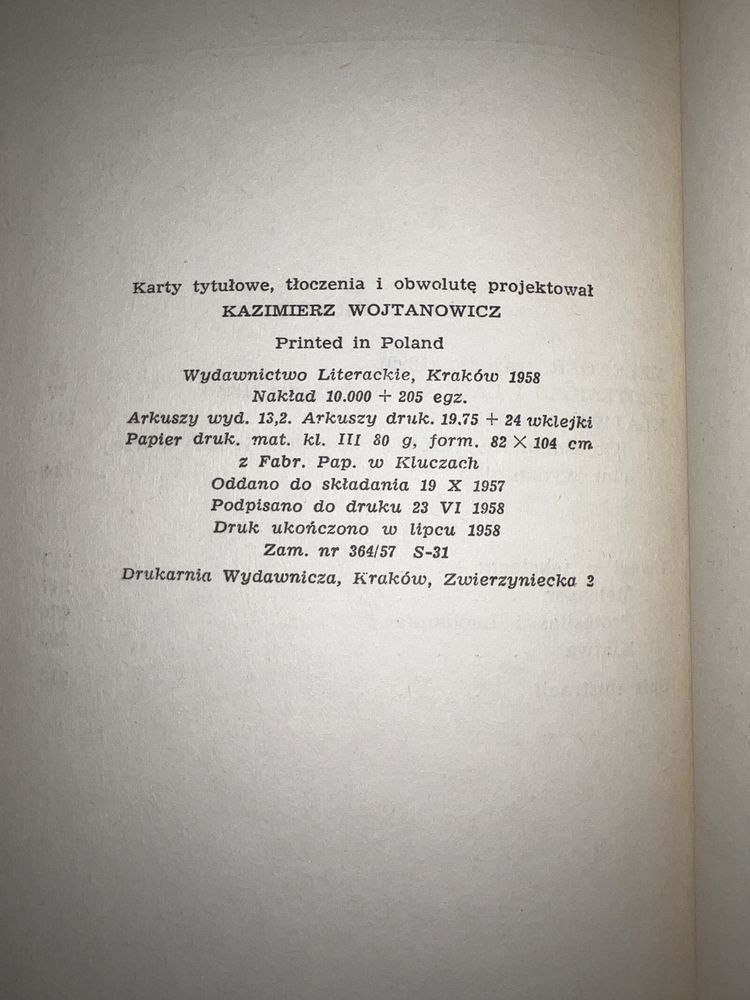 Karty tytułowe, tłoczenia i obwolutę projektował
KAZIMIERZ WOJTANOWICZ
Printed in Poland
Wydawnictwo Literackie, Kraków 1958
Nakład 10.000 + 205 egz.
Arkuszy wyd. 13,2. Arkuszy druk. 19.75 + 24 wklejki
Papier druk. mat. kl. III 80 g, form. 82 × 104 cm
z Fabr. Pap. w Kluczach
Oddano do składania 19 X 1957
Podpisano do druku 23 VI 1958
Druk ukończono w lipcu 1958
Zam. nr 364/57 S-31
Drukarnia Wydawnicza, Kraków, Zwierzyniecka 2